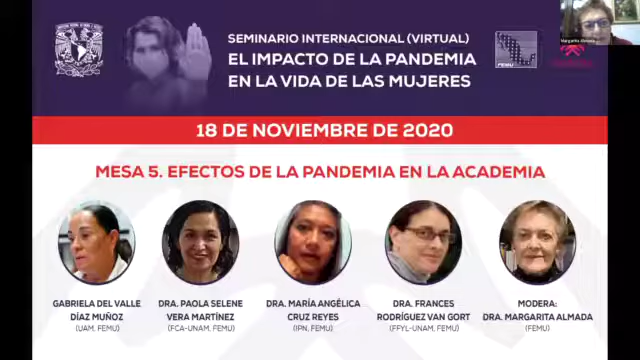 SEMINARIO INTERNACIONAL (VIRTUAL)
EL IMPACTO DE LA PANDEMIA
EN LA VIDA DE LAS MUJERES
FEMU
Margarita Almada
18 DE NOVIEMBRE DE 2020
MESA 5. EFECTOS DE LA PANDEMIA EN LA ACADEMIA
GABRIELA DEL VALLE
DÍAZ MUÑOZ
(UAM, FEMU)
DRA. PAOLA SELENE
VERA MARTÍNEZ
(FCA-UNAM, FEMU)
DRA. MARÍA ANGÉLICA
CRUZ REYES
(IPN, FEMU)
DRA. FRANCES
RODRÍGUEZ VAN GORT
(FFYL-UNAM, FEMU)
MODERA:
DRA. MARGARITA ALMADA
(FEMU)